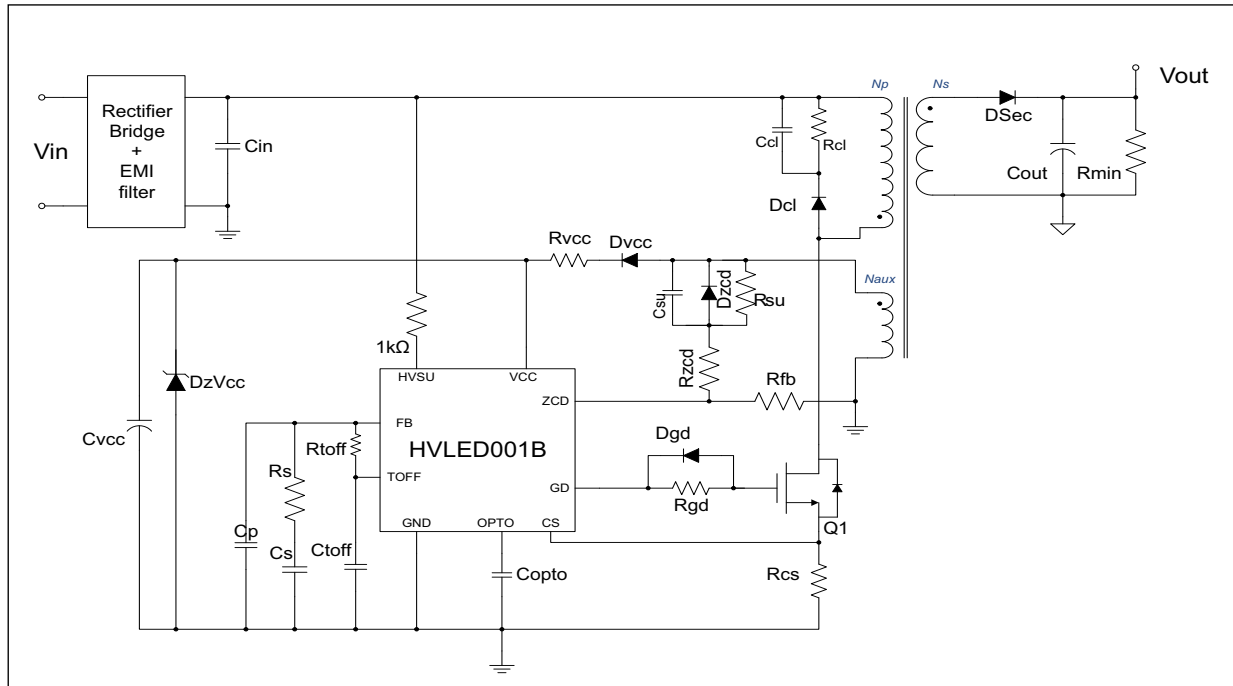 Np
Ns
Vout
Rectifier
Bridge
+
EMI
filter
Vin
Cin
Ccl
Rcl
DSec
Cout
Rmin
Dcl
Rvcc
Dvcc
Csu
Dzcd
Rsu
Naux
1kΩ
HVSU
VCC
Rzcd
Rfb
ZCD
DzVcc
Cvcc
FB
HVLED001B
Rtoff
TOFF
Rs
Dgd
GD
Rgd
Q1
GND
OPTO
CS
Cp
Cs
Ctoff
Copto
Rcs